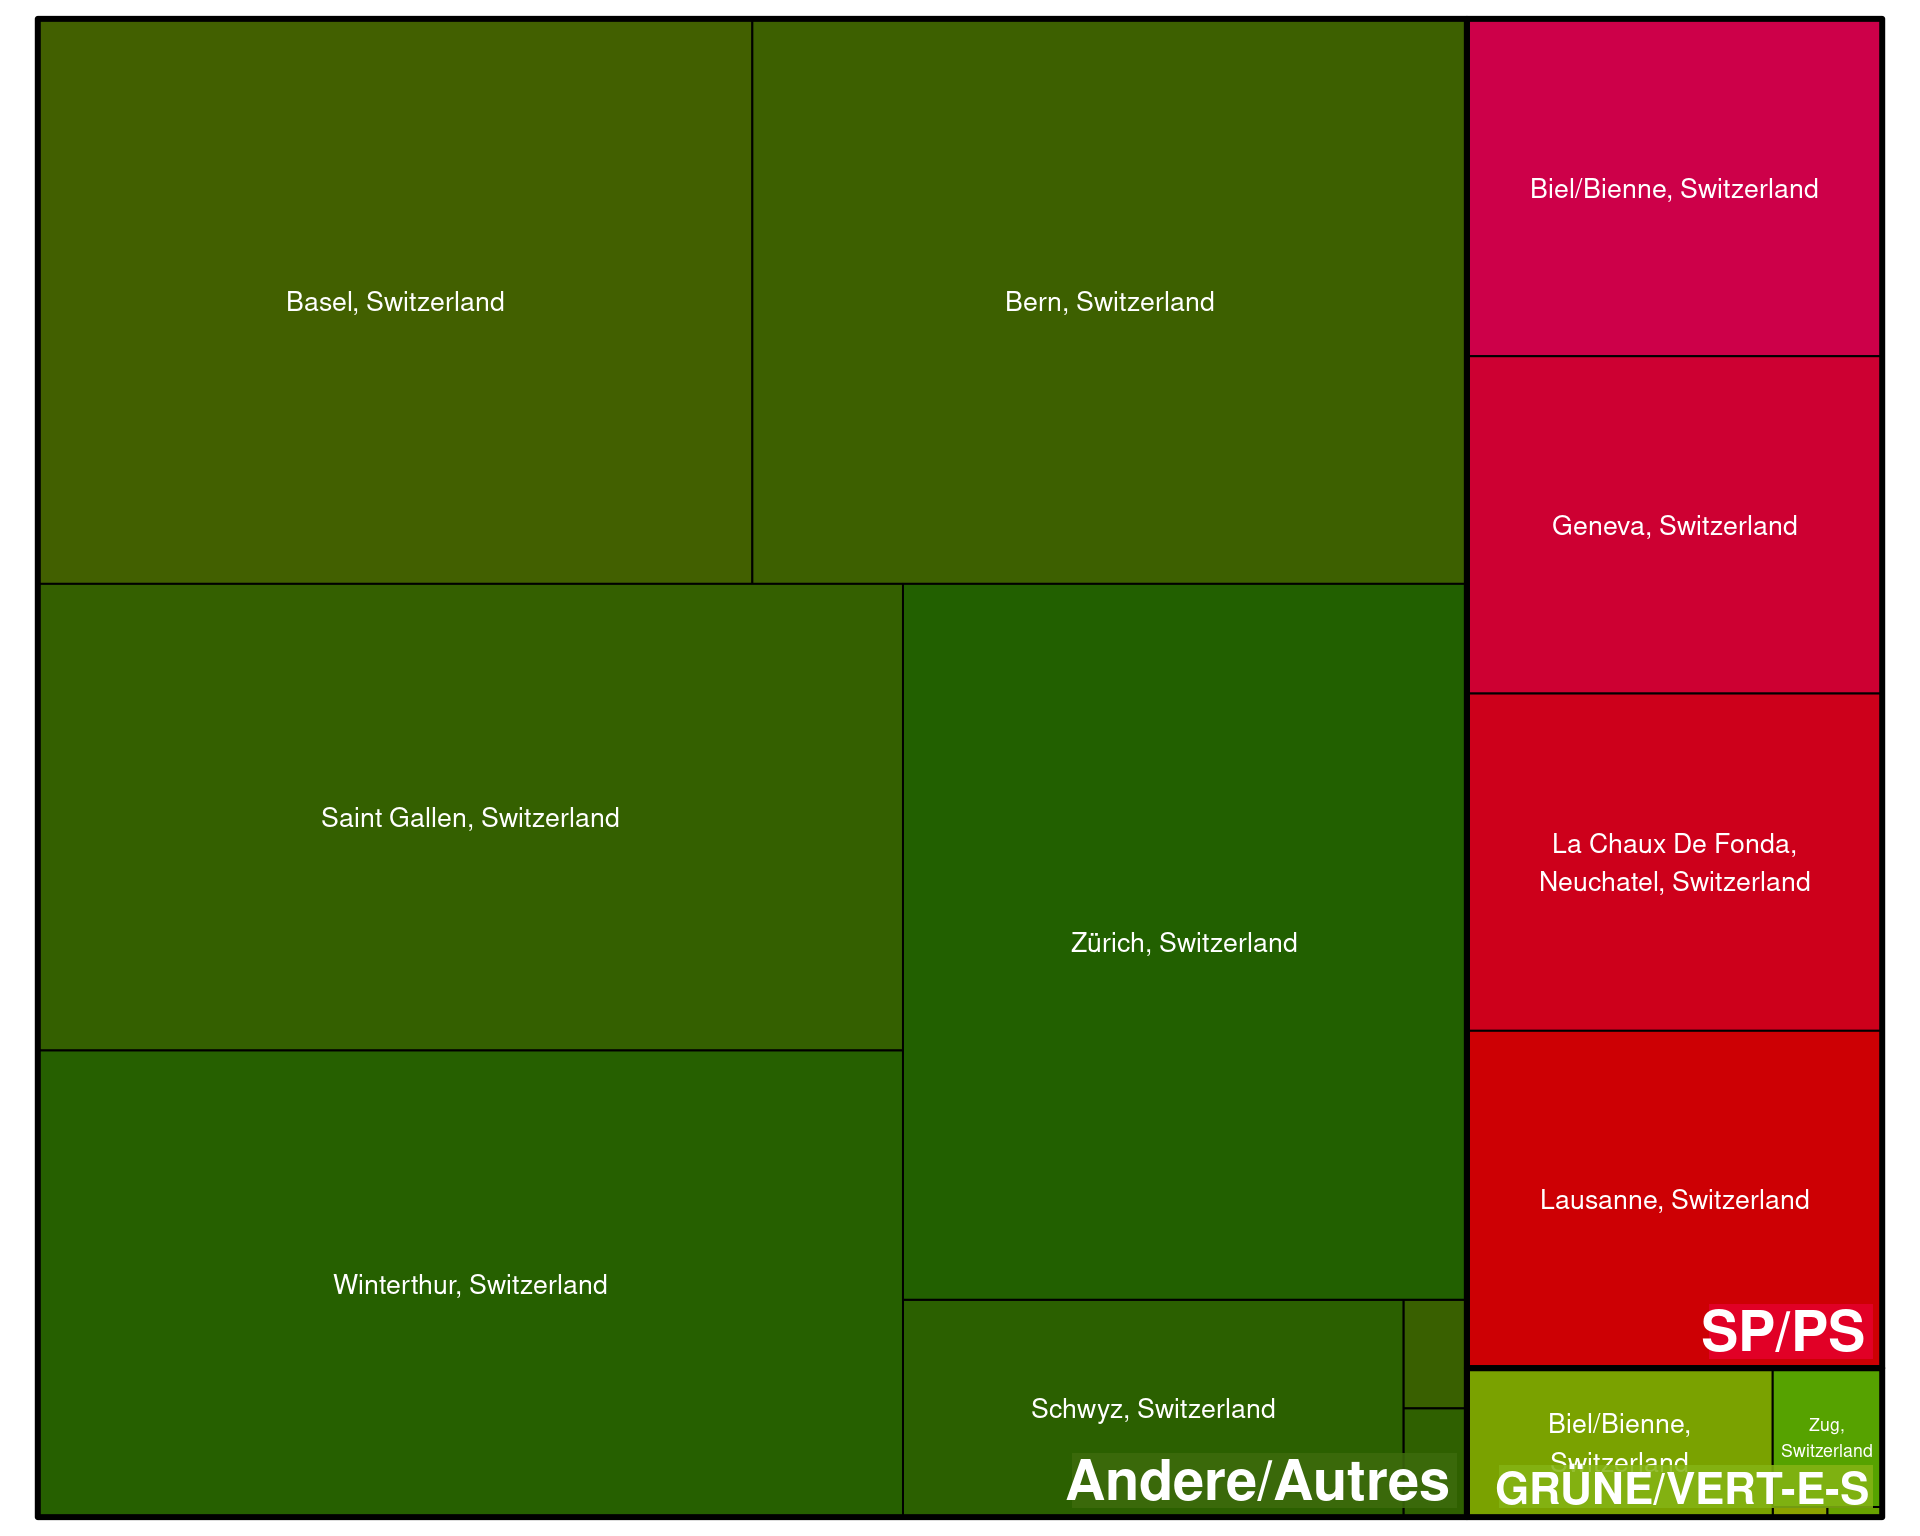 Basel, Switzerland
Bern, Switzerland
Biel/Bienne, Switzerland
Geneva, Switzerland
Saint Gallen, Switzerland
Zürich, Switzerland
La Chaux De Fonda,
Neuchatel, Switzerland
Winterthur, Switzerland
Lausanne, Switzerland
SP/PS
Schwyz, Switzerland
Andere/Autres
Biel/Bienne,
Switzerland
Zug,
Switzerland
GRÜNE/VERT-E-S